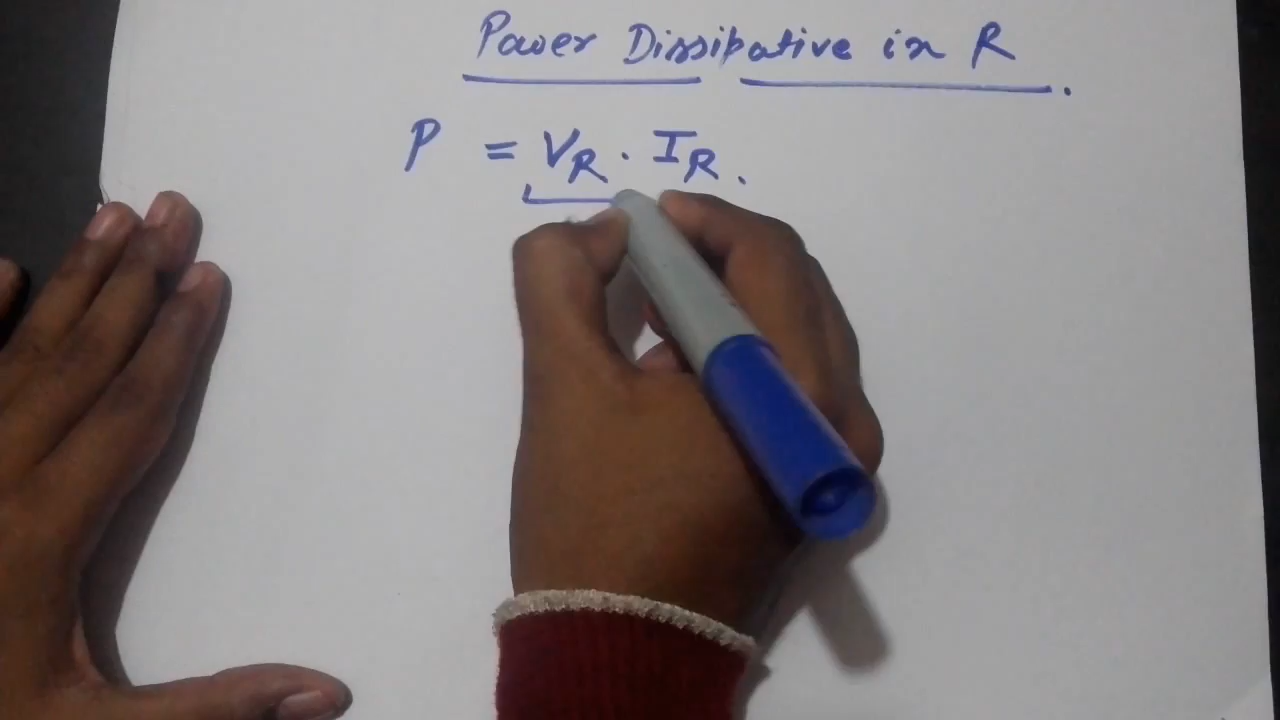 Power Dissipative in R.
P = VR . IR.